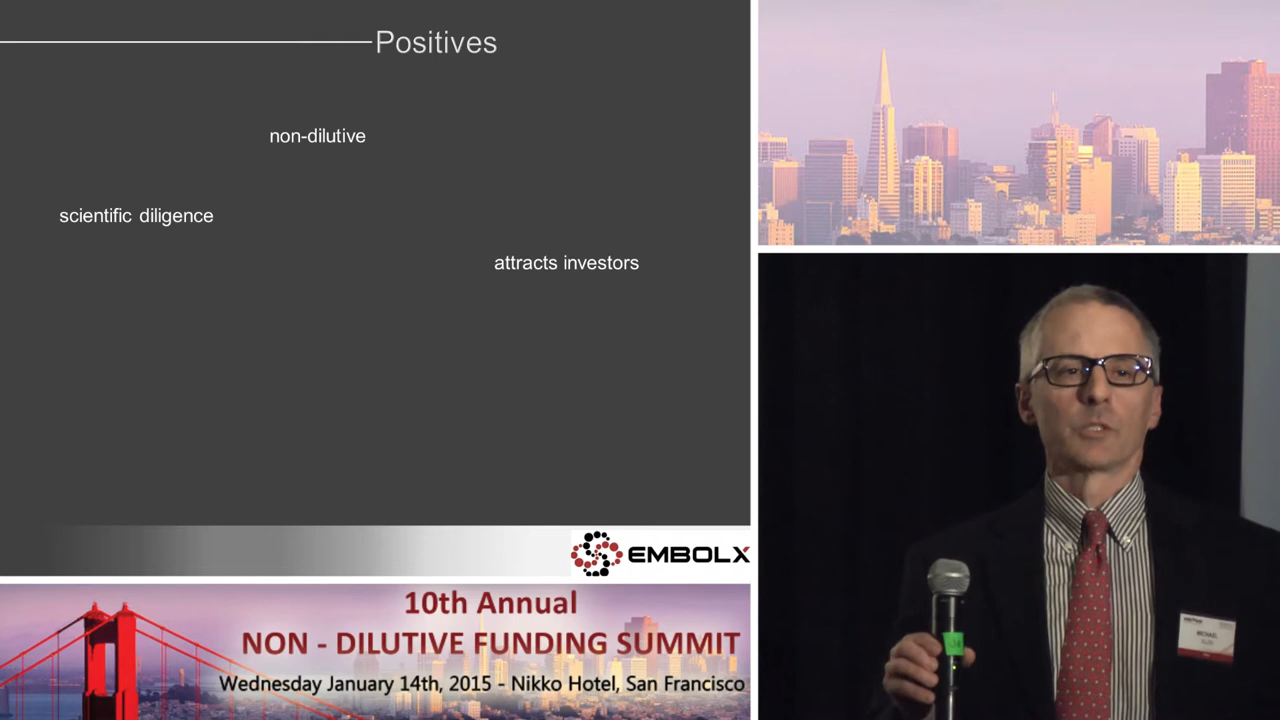 Positives
non-dilutive
scientific diligence
attracts investors
EMBOLX
10th Annual
NON - DILUTIVE FUNDING SUMMIT
Wednesday January 14th, 2015 - Nikko Hotel, San Francisco
MICHAEL